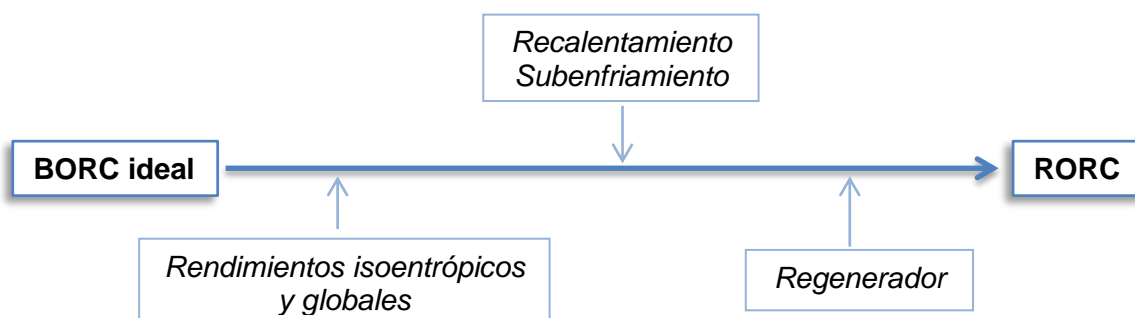 Recalentamiento
Subenfriamiento
BORC ideal
RORC
Rendimientos isoentrópicos
y globales
Regenerador